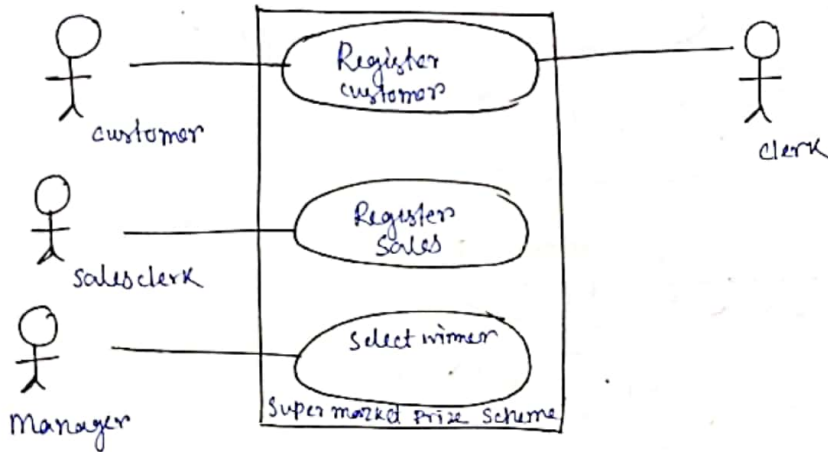 Register
customer
customer
clerk
Register
Sales
salesclerk
select winner
Manager
Supermarket Prize Scheme